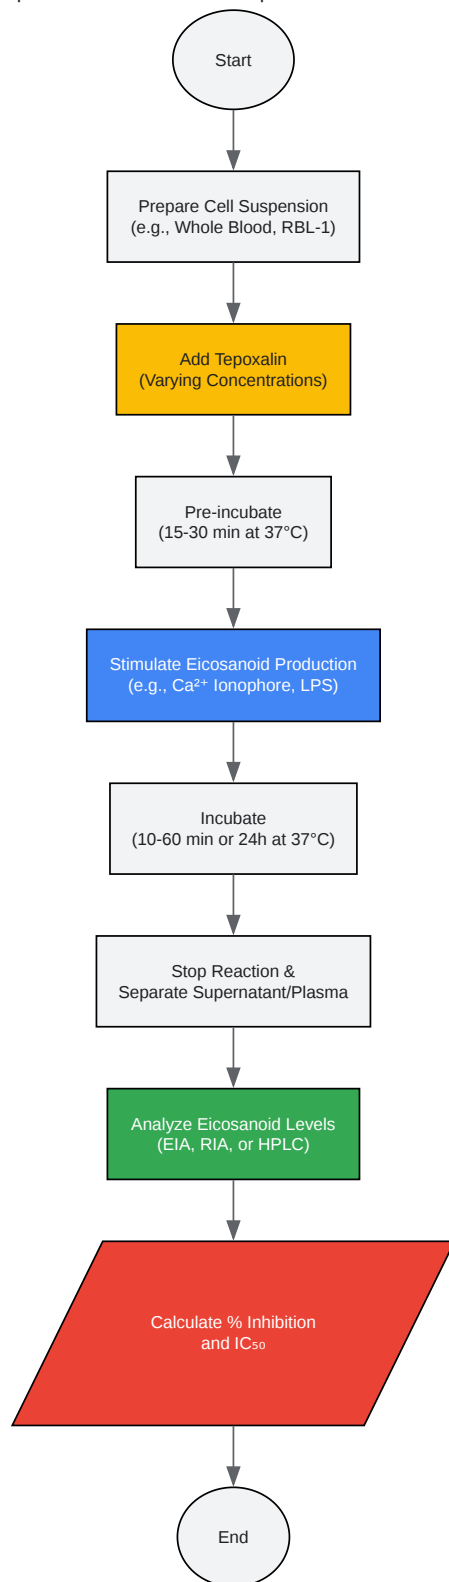 Start
Prepare Cell Suspension
(e.g., Whole Blood, RBL-1)
Add Tepoxalin
(Varying Concentrations)
Pre-incubate
(15-30 min at 37°C)
Stimulate Eicosanoid Production
(e.g., Ca²⁺ Ionophore, LPS)
Incubate
(10-60 min or 24h at 37°C)
Stop Reaction &
Separate Supernatant/Plasma
Analyze Eicosanoid Levels
(EIA, RIA, or HPLC)
Calculate % Inhibition
and IC₅₀
End